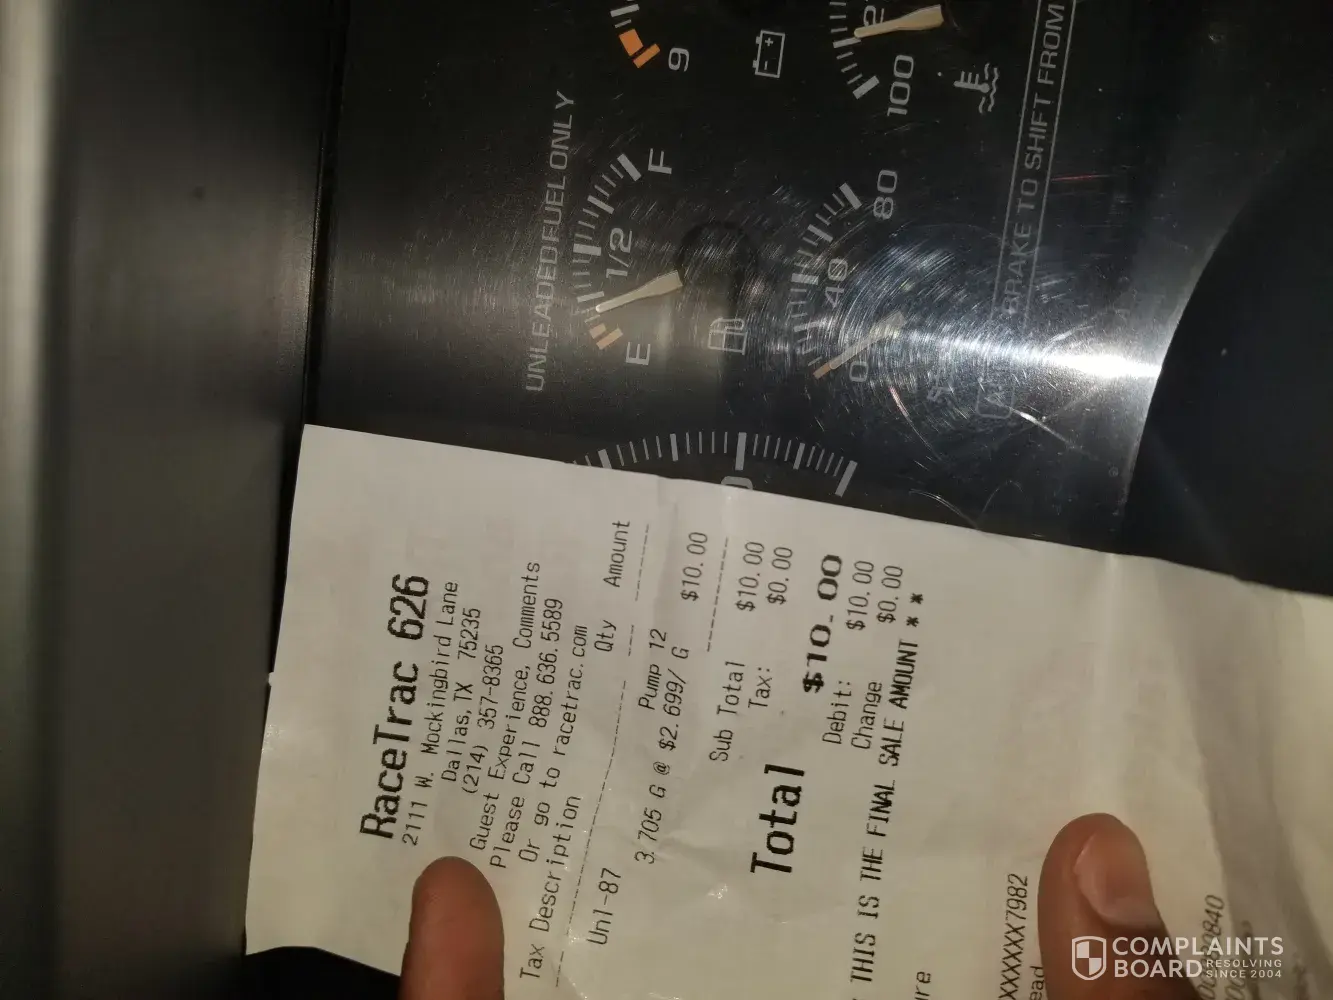 UNLEADED FUEL ONLY
9
100
F
1/2
E
80
40
0
BRAKE TO SHIFT FROM
RaceTrac 626
2111 W. Mockingbird Lane
Dallas, TX 75235
(214) 357-8365
Guest Experience, Comments
Please Call 888.636.5589
Or go to racetrac.com
Tax Description Qty Amount
Unl-87 Pump 12
3.705 G @ $2.699/ G $10.00
Sub Total $10.00
Tax: $0.00
Total $10.00
Debit: $10.00
Change $0.00
THIS IS THE FINAL SALE AMOUNT * *
XXXXXXX7982
COMPLAINTS
BOARD RESOLVING
SINCE 2004